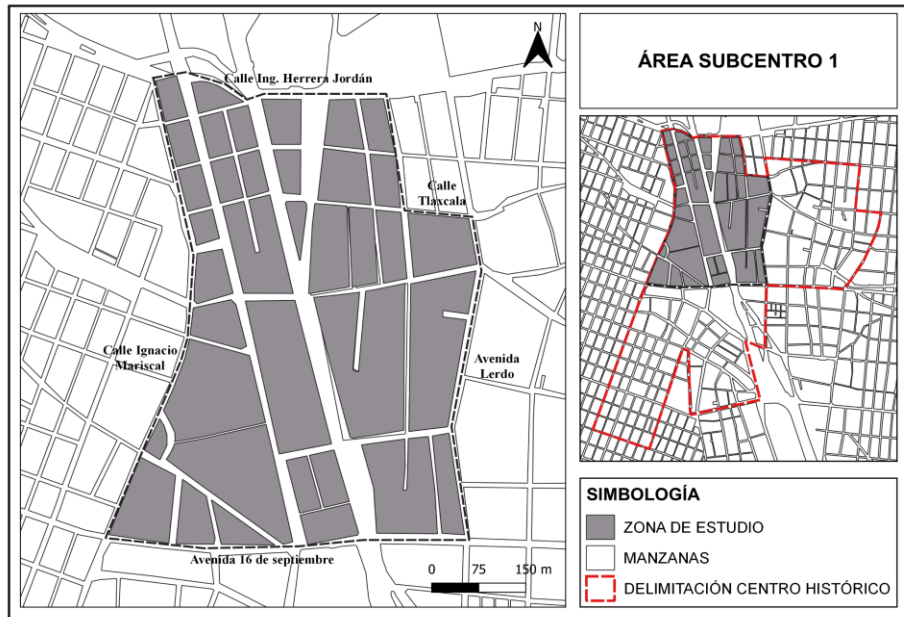 N
Calle Ing. Herrera Jordán
Calle
Tlaxcala
Calle Ignacio
Mariscal
Avenida
Lerdo
Avenida 16 de septiembre
0 75 150 m
ÁREA SUBCENTRO 1
SIMBOLOGÍA
ZONA DE ESTUDIO
MANZANAS
DELIMITACIÓN CENTRO HISTÓRICO